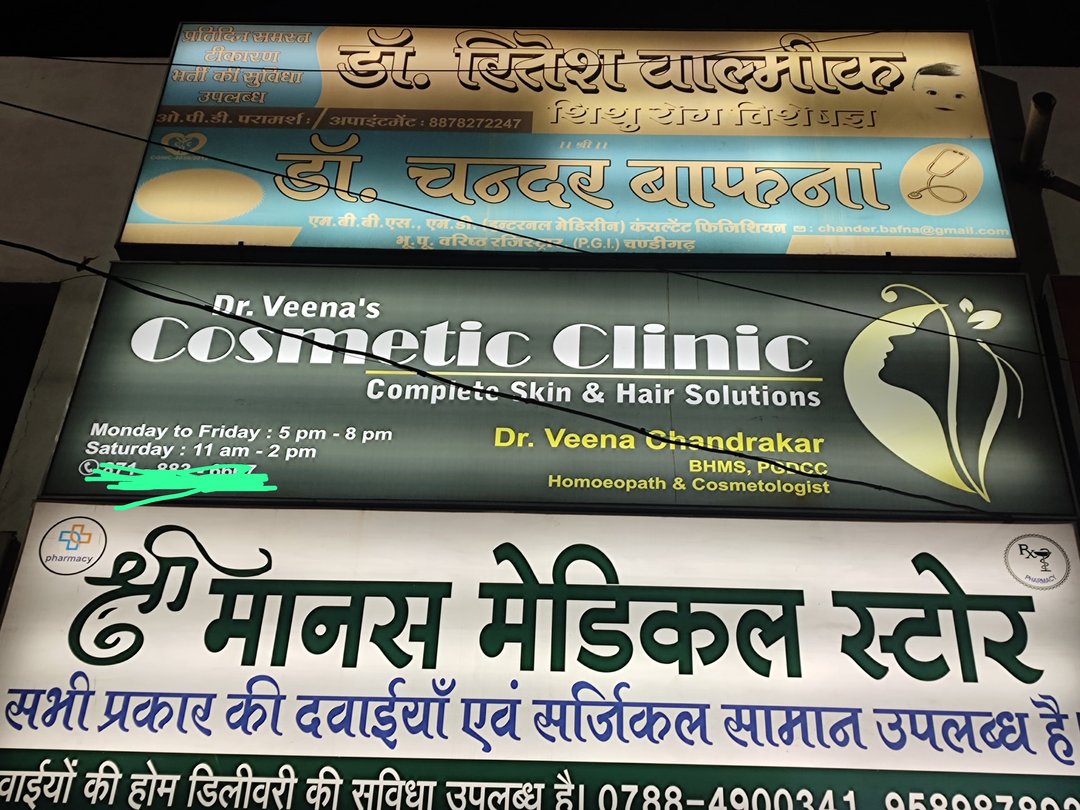 प्रतिदिन समस्त
टीकाकरण
भर्ती की सुविधा
उपलब्ध
डॉ. हितेश वाल्मीक
शिशु रोग विशेषज्ञ
ओ.पी.डी. परामर्श : / अपाइंटमेंट : 8878272247
।। श्री ।।
डॉ. चन्दर बाफना
एम.बी.बी.एस., एम.डी. (इन्टरनल मेडिसीन) कंसल्टेंट फिजिशियन : chander.bafna@gmail.com
भू.पू. वरिष्ठ रजिस्ट्रार (P.G.I.) चण्डीगढ़
Dr. Veena's
Cosmetic Clinic
Complete Skin & Hair Solutions
Monday to Friday : 5 pm - 8 pm
Saturday : 11 am - 2 pm
Dr. Veena Chandrakar
BHMS, PGDCC
Homoeopath & Cosmetologist
pharmacy
Rx
PHARMACY
श्री मानस मेडिकल स्टोर
सभी प्रकार की दवाईयाँ एवं सर्जिकल सामान उपलब्ध है।
की होम डिलीवरी की सुविधा उपलब्ध है। 0788-4900341